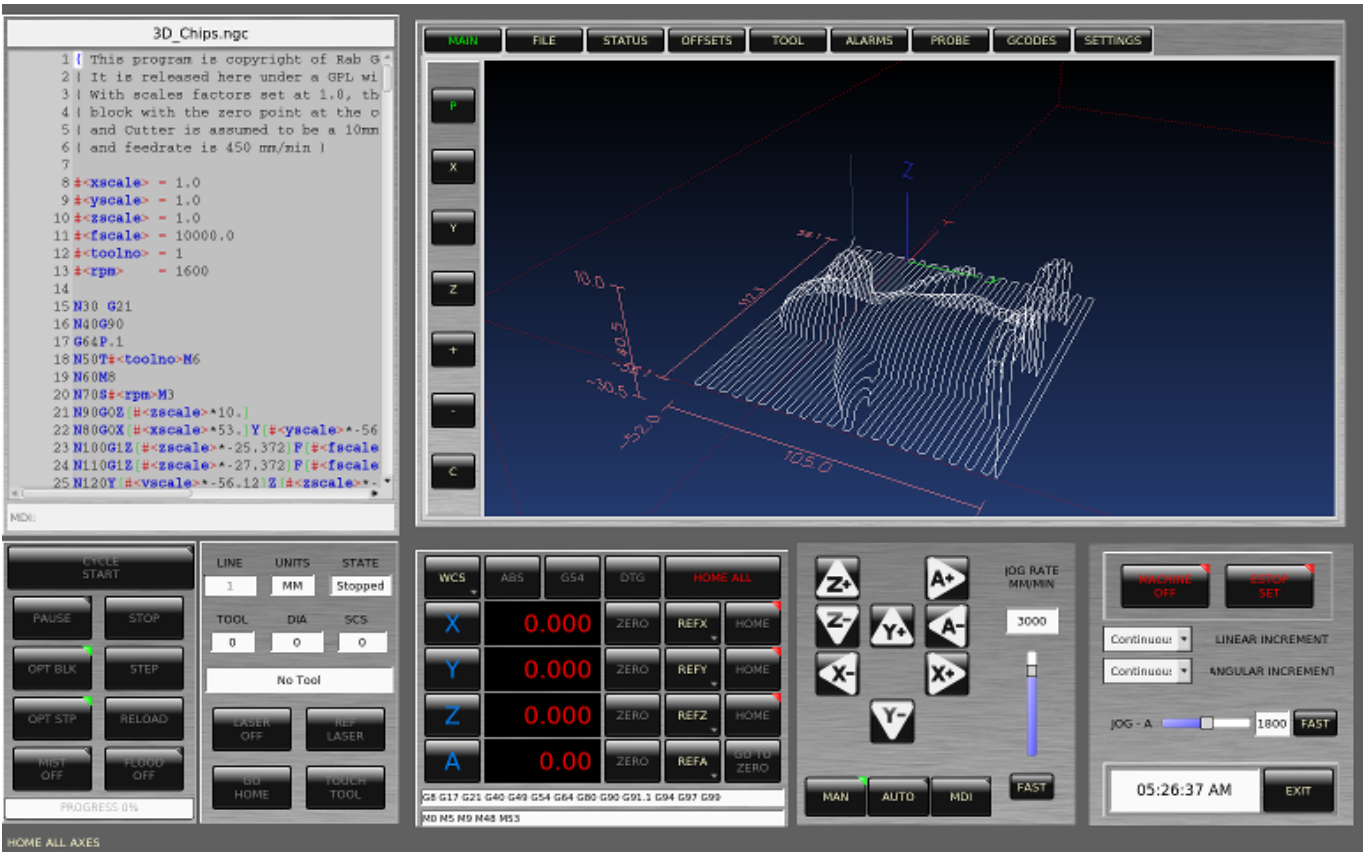 3D_Chips.ngc
1 ( This program is copyright of Rab G
2 ( It is released here under a GPL wi
3 ( With scales factors set at 1.0, th
4 ( block with the zero point at the c
5 ( and Cutter is assumed to be a 10mm
6 ( and feedrate is 450 mm/min )
7
8 #<xscale> = 1.0
9 #<yscale> = 1.0
10 #<zscale> = 1.0
11 #<fscale> = 10000.0
12 #<toolno> = 1
13 #<rpm> = 1600
14
15 N30 G21
16 N40G90
17 G64P.1
18 N50T#<toolno>M6
19 N60M8
20 N70S#<rpm>M3
21 N90G0Z[#<zscale>*10.]
22 N80G0X[#<xscale>*53.]Y[#<yscale>*-56
23 N100G1Z[#<zscale>*-25.372]F[#<fscale
24 N110G1Z[#<zscale>*-27.372]F[#<fscale
25 N120Y[#<yscale>*-56.12]Z[#<zscale>*-
MDI:
MAIN FILE STATUS OFFSETS TOOL ALARMS PROBE GCODES SETTINGS
P
X
Y
Z
+
-
C
Z
Y
56.1
112.3
10.0
40.5
-56.1
-30.5
-52.0
105.0
CYCLE
START
PAUSE STOP
OPT BLK STEP
OPT STP RELOAD
MIST
OFF
FLOOD
OFF
PROGRESS 0%
LINE UNITS STATE
1 MM Stopped
TOOL DIA SCS
0 0 0
No Tool
LASER
OFF
REF
LASER
GO
HOME
TOUCH
TOOL
WCS ABS G54 DTG HOME ALL
X 0.000 ZERO REFX HOME
Y 0.000 ZERO REFY HOME
Z 0.000 ZERO REFZ HOME
A 0.00 ZERO REFA GO TO
ZERO
G8 G17 G21 G40 G49 G54 G64 G80 G90 G91.1 G94 G97 G99
M0 M5 M9 M48 M53
Z+ A+
Z- Y+ A-
X- X+
Y-
JOG RATE
MM/MIN
3000
FAST
MAN AUTO MDI
MACHINE
OFF
ESTOP
SET
Continuou: LINEAR INCREMENT
Continuou: ANGULAR INCREMENT
JOG - A 1800 FAST
05:26:37 AM EXIT
HOME ALL AXES